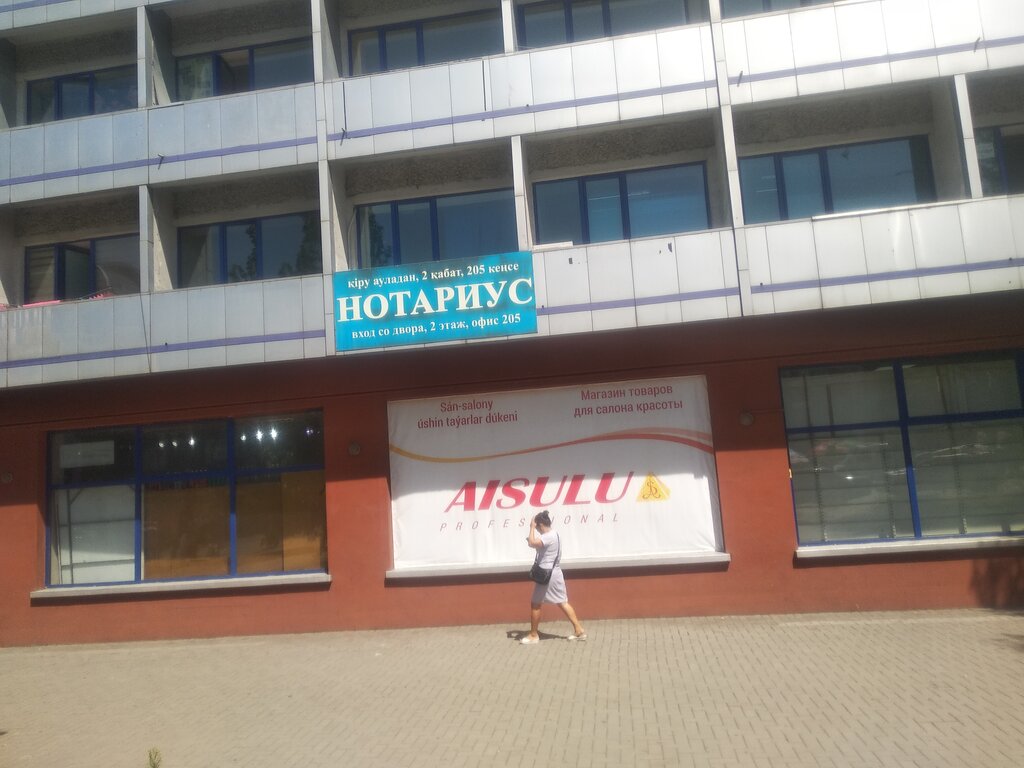 кіру ауладан, 2 қабат, 205 кеңсе
НОТАРИУС
вход со двора, 2 этаж, офис 205
Sán-salony
úshin taýarlar dúkeni
Магазин товаров
для салона красоты
AISULU
PROFESSIONAL